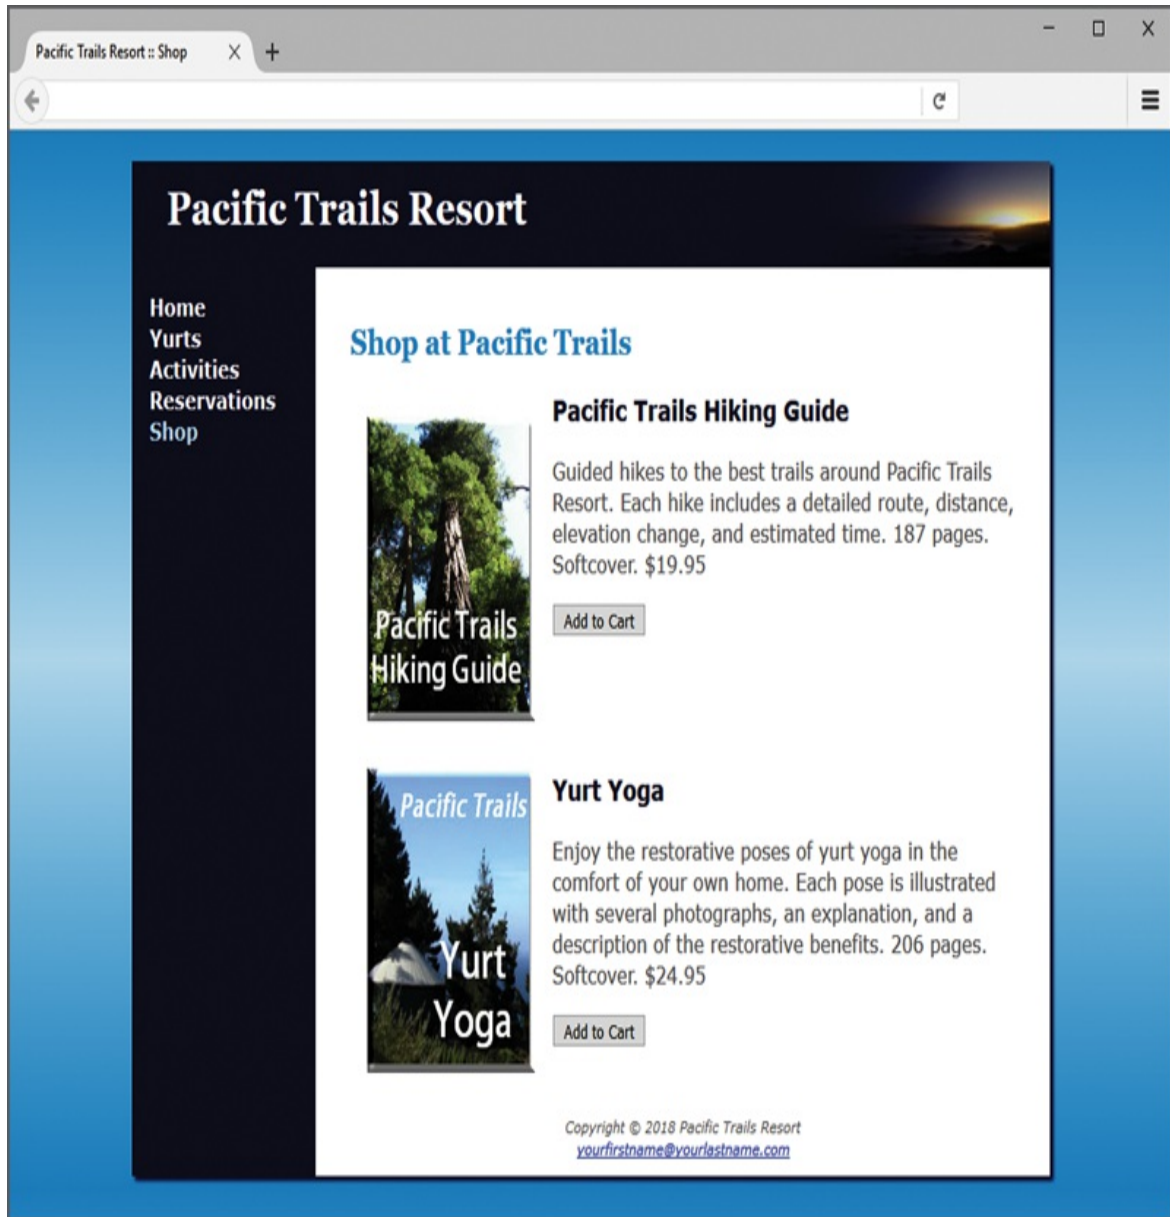 Pacific Trails Resort :: Shop
Pacific Trails Resort
Home
Yurts
Activities
Reservations
Shop
Shop at Pacific Trails
Pacific Trails
Hiking Guide
Pacific Trails Hiking Guide
Guided hikes to the best trails around Pacific Trails
Resort. Each hike includes a detailed route, distance,
elevation change, and estimated time. 187 pages.
Softcover. $19.95
Add to Cart
Pacific Trails
Yurt
Yoga
Yurt Yoga
Enjoy the restorative poses of yurt yoga in the
comfort of your own home. Each pose is illustrated
with several photographs, an explanation, and a
description of the restorative benefits. 206 pages.
Softcover. $24.95
Add to Cart
Copyright © 2018 Pacific Trails Resort
yourfirstname@yourlastname.com